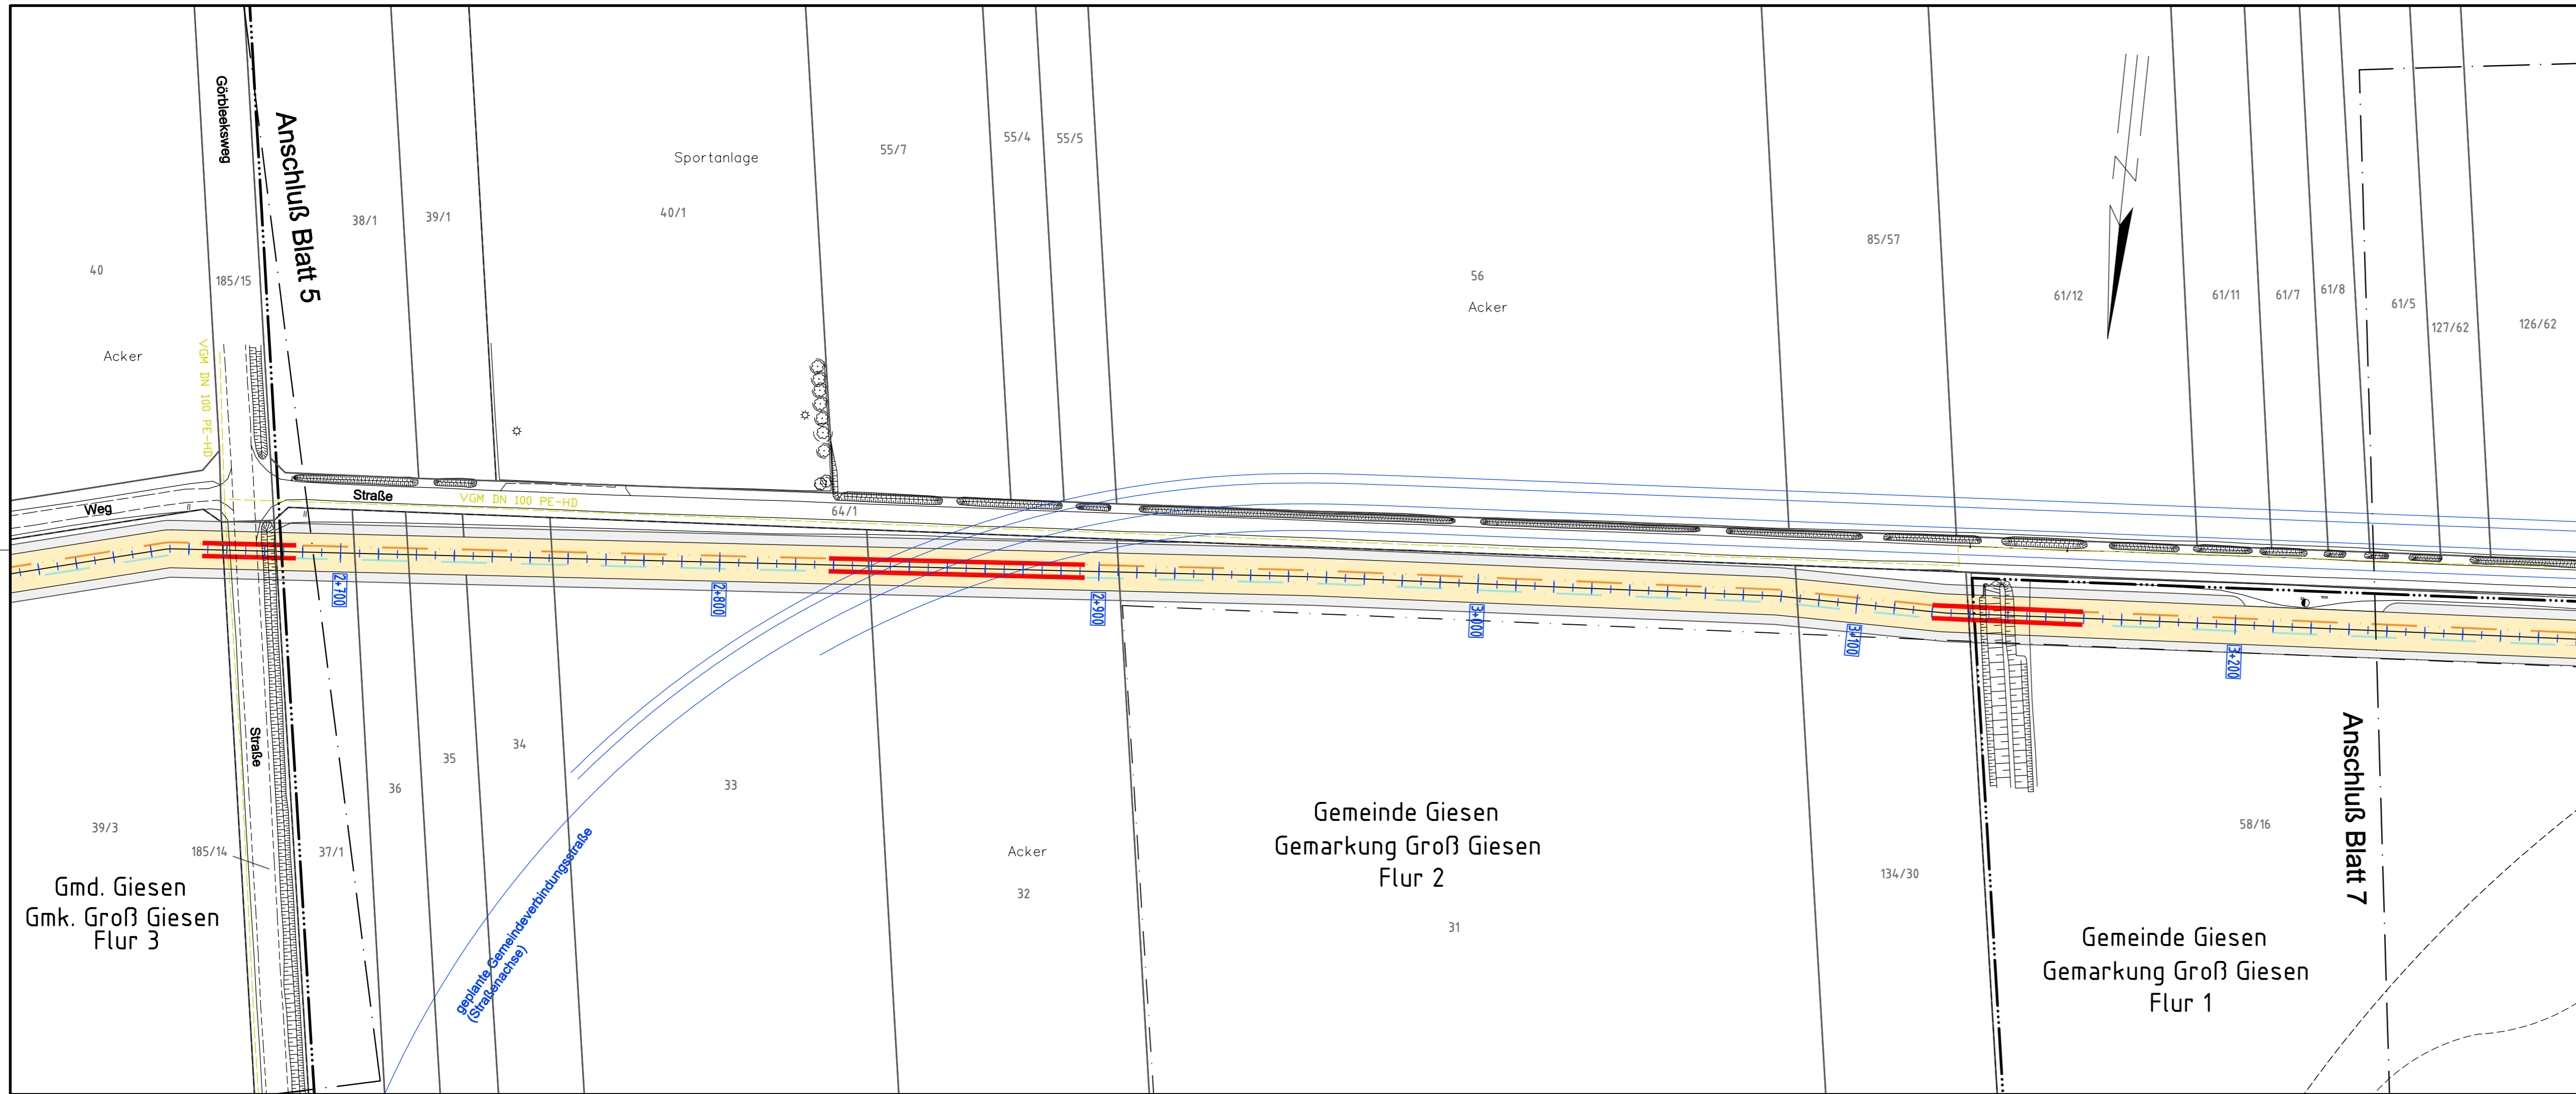 Görbleeksweg
Anschluß Blatt 5
40
Acker
185/15
38/1
39/1
Sportanlage
40/1
55/7
55/4
55/5
56
Acker
85/57
N
61/12
61/11
61/7
61/8
61/5
127/62
126/62
VGM DN 100 PE-HD
Weg
Straße
VGM DN 100 PE-HD
64/1
2+700
2+800
2+900
3+000
3+100
3+200
Straße
39/3
185/14
37/1
36
35
34
33
Acker
32
31
134/30
58/16
Anschluß Blatt 7
geplante Gemeindeverbindungsstraße
(Straßenachse)
Gmd. Giesen
Gmk. Groß Giesen
Flur 3
Gemeinde Giesen
Gemarkung Groß Giesen
Flur 2
Gemeinde Giesen
Gemarkung Groß Giesen
Flur 1